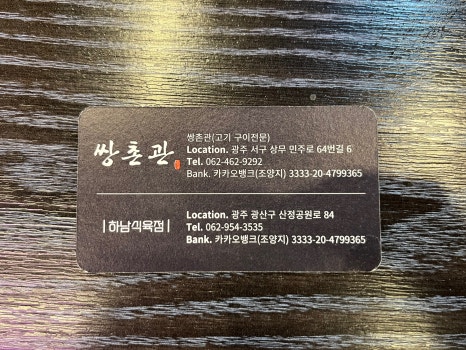 쌍촌관
쌍촌관(고기 구이전문)
Location. 광주 서구 상무 민주로 64번길 6
Tel. 062-462-9292
Bank. 카카오뱅크(조양지) 3333-20-4799365
하남식육점
Location. 광주 광산구 산정공원로 84
Tel. 062-954-3535
Bank. 카카오뱅크(조양지) 3333-20-4799365